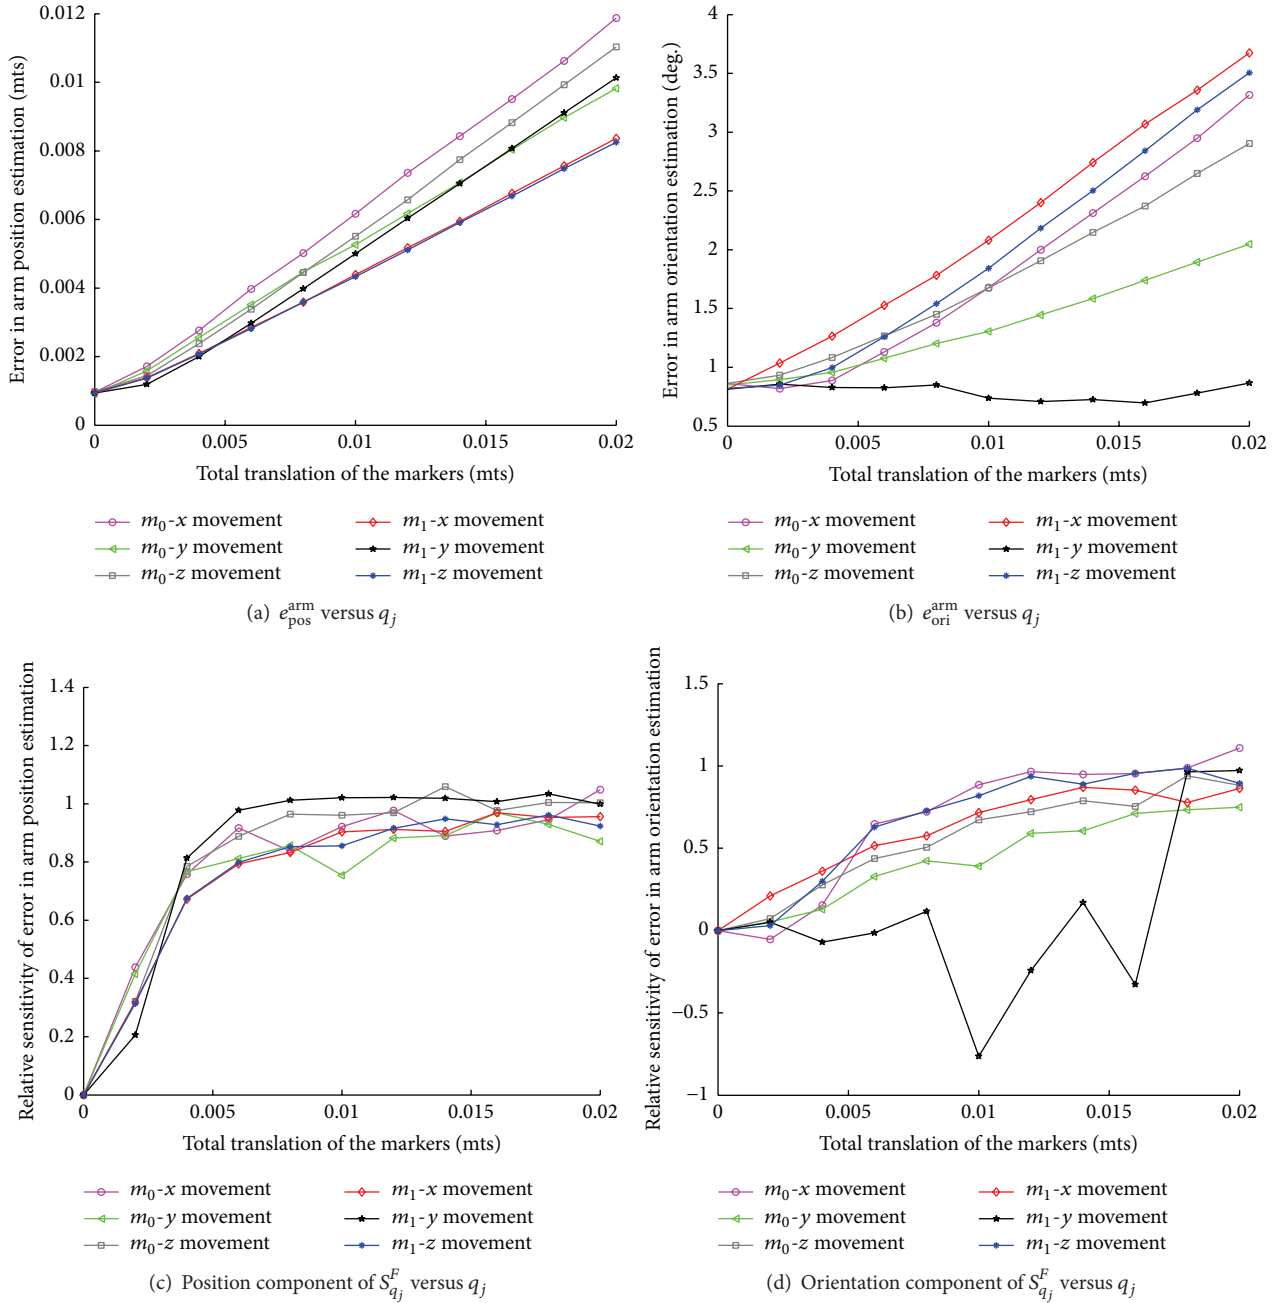 Error in arm position estimation (mts)
0.012
0.01
0.008
0.006
0.004
0.002
0
0 0.005 0.01 0.015 0.02
Total translation of the markers (mts)
m0-x movement m1-x movement
m0-y movement m1-y movement
m0-z movement m1-z movement
(a) e_pos^arm versus q_j
Error in arm orientation estimation (deg.)
4
3.5
3
2.5
2
1.5
1
0.5
0 0.005 0.01 0.015 0.02
Total translation of the markers (mts)
m0-x movement m1-x movement
m0-y movement m1-y movement
m0-z movement m1-z movement
(b) e_ori^arm versus q_j
Relative sensitivity of error in arm position estimation
1.4
1.2
1
0.8
0.6
0.4
0.2
0
0 0.005 0.01 0.015 0.02
Total translation of the markers (mts)
m0-x movement m1-x movement
m0-y movement m1-y movement
m0-z movement m1-z movement
(c) Position component of S_{q_j}^F versus q_j
Relative sensitivity of error in arm orientation estimation
1.5
1
0.5
0
−0.5
−1
0 0.005 0.01 0.015 0.02
Total translation of the markers (mts)
m0-x movement m1-x movement
m0-y movement m1-y movement
m0-z movement m1-z movement
(d) Orientation component of S_{q_j}^F versus q_j